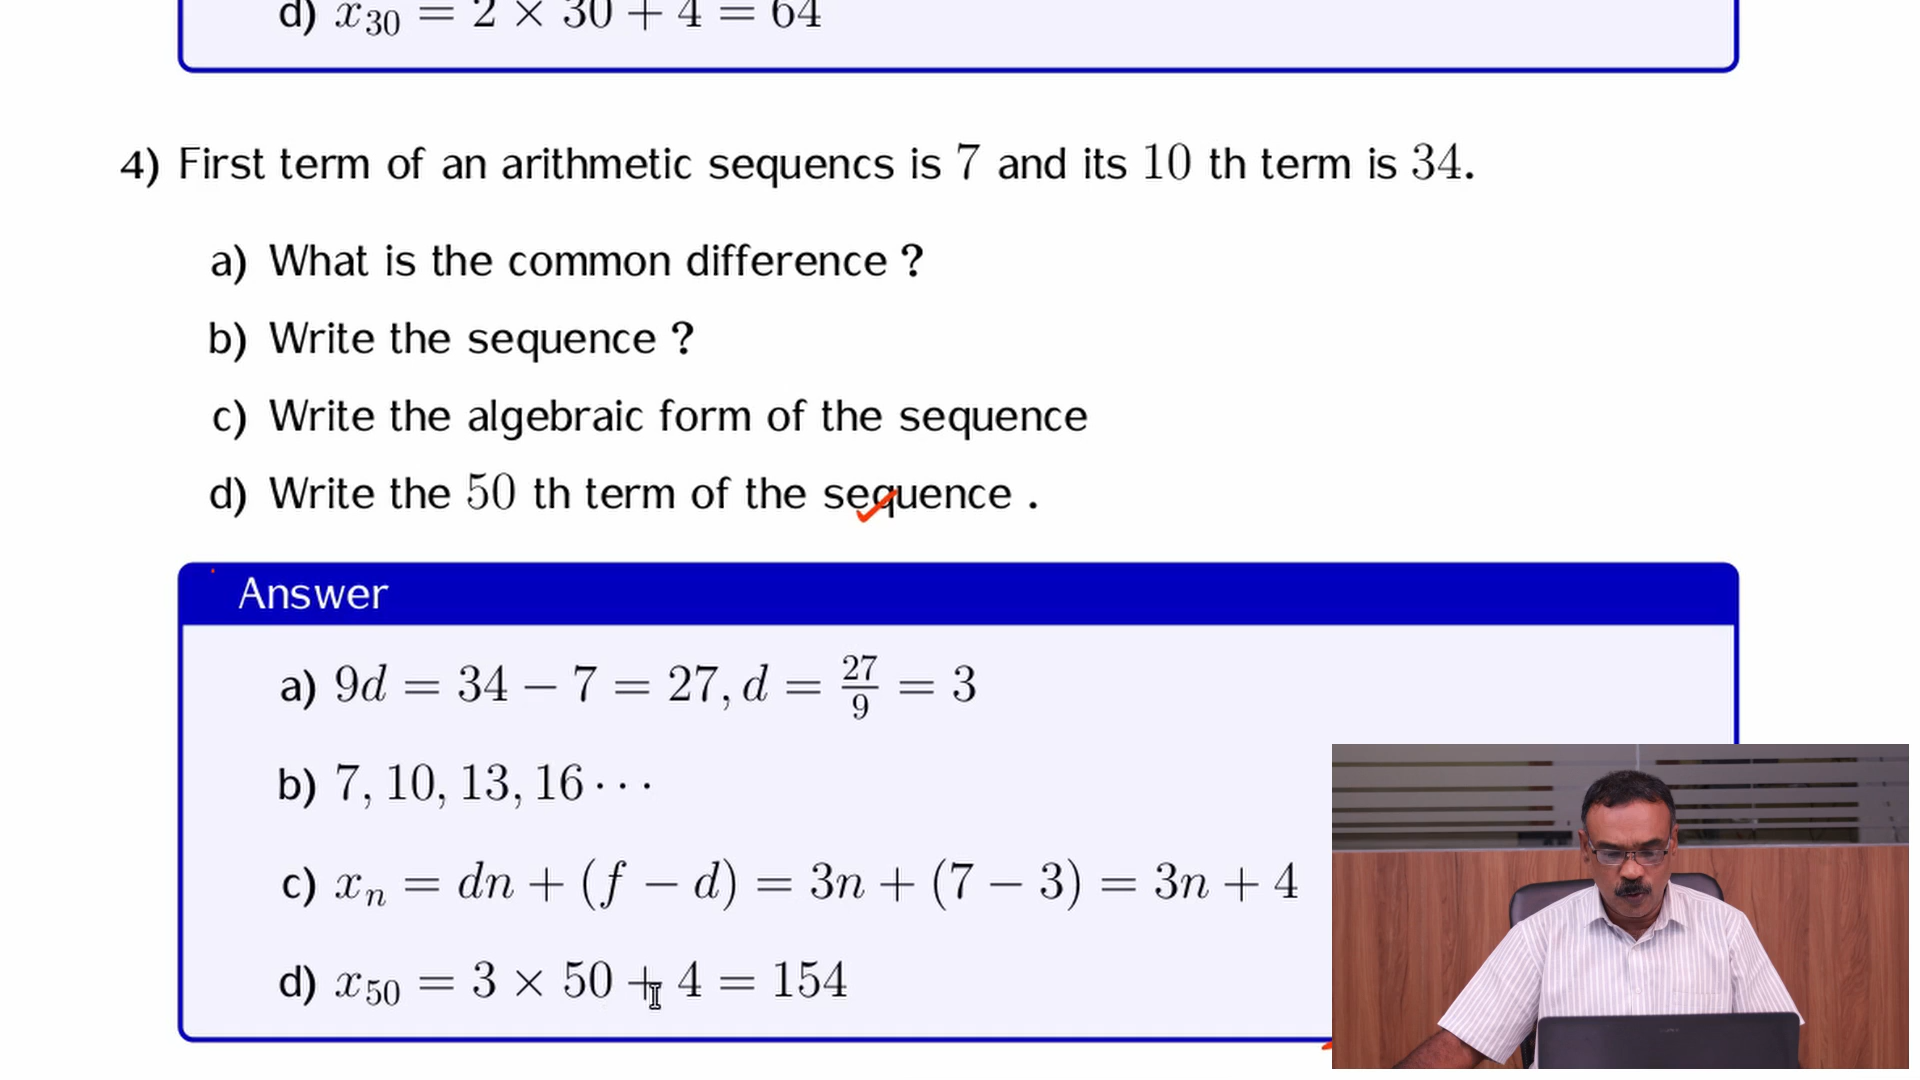 d) x₃₀ = 2 × 30 + 4 = 64
4) First term of an arithmetic sequencs is 7 and its 10 th term is 34.
a) What is the common difference ?
b) Write the sequence ?
c) Write the algebraic form of the sequence
d) Write the 50 th term of the sequence .
Answer
a) 9d = 34 − 7 = 27, d = 27/9 = 3
b) 7, 10, 13, 16 · · ·
c) xₙ = dn + (f − d) = 3n + (7 − 3) = 3n + 4
d) x₅₀ = 3 × 50 + 4 = 154